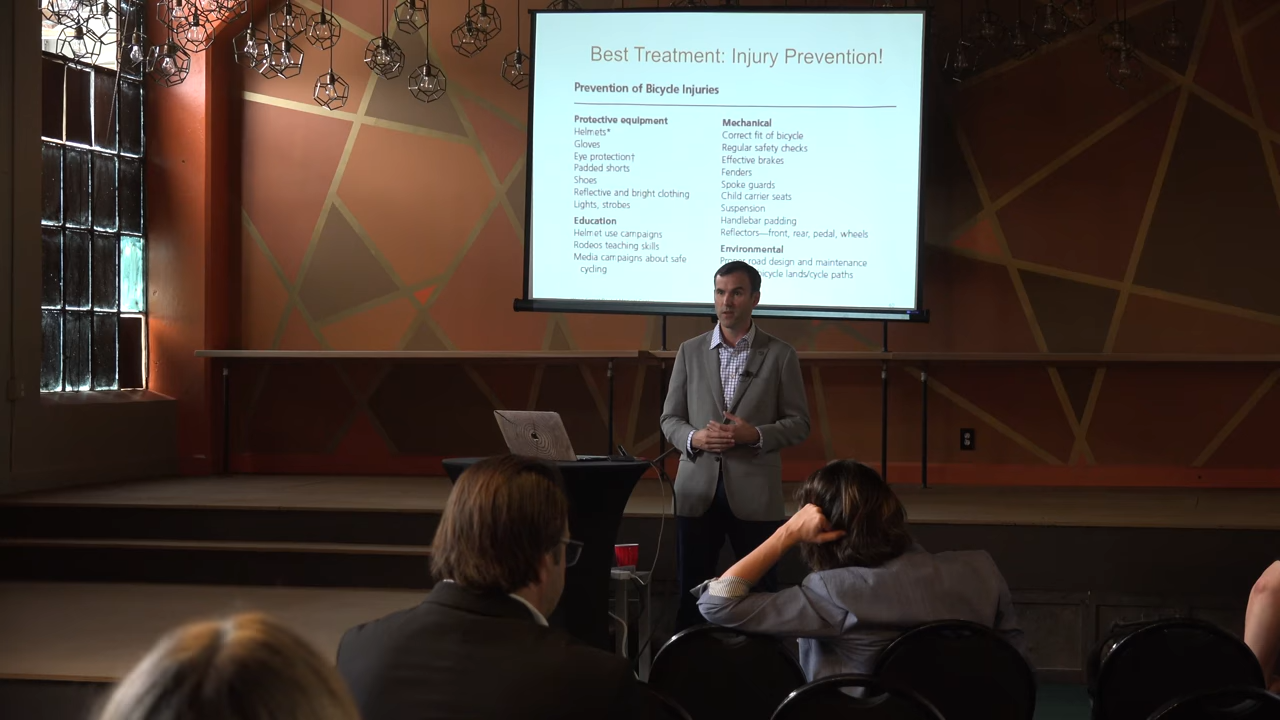 Best Treatment: Injury Prevention!
Prevention of Bicycle Injuries
Protective equipment
Helmets*
Gloves
Eye protection†
Padded shorts
Shoes
Reflective and bright clothing
Lights, strobes
Education
Helmet use campaigns
Rodeos teaching skills
Media campaigns about safe
cycling
Mechanical
Correct fit of bicycle
Regular safety checks
Effective brakes
Fenders
Spoke guards
Child carrier seats
Suspension
Handlebar padding
Reflectors—front, rear, pedal, wheels
Environmental
road design and maintenance
bicycle lands/cycle paths